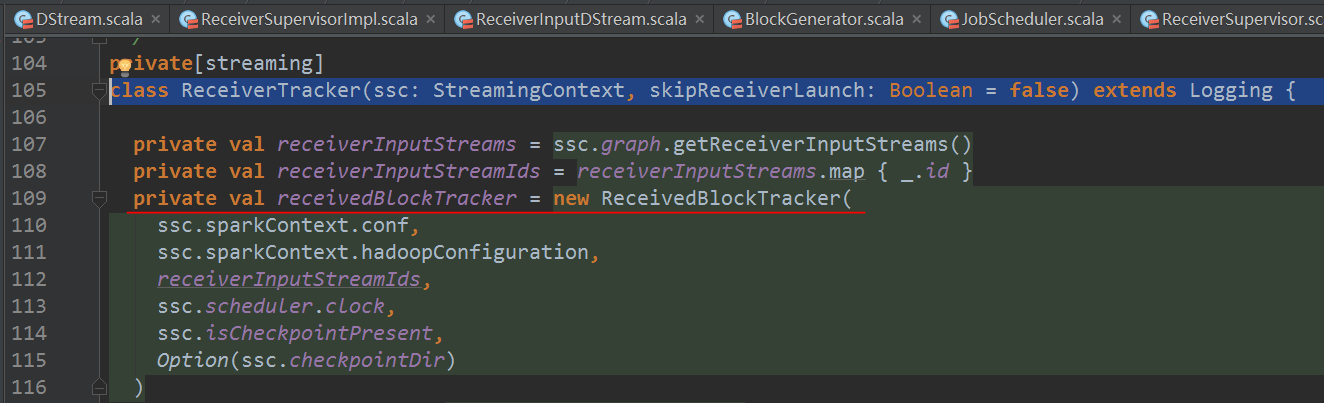 DStream.scala × ReceiverSupervisorImpl.scala × ReceiverInputDStream.scala × BlockGenerator.scala × JobScheduler.scala × ReceiverSupervisor.sc
103 */
104 private[streaming]
105 class ReceiverTracker(ssc: StreamingContext, skipReceiverLaunch: Boolean = false) extends Logging {
106
107 private val receiverInputStreams = ssc.graph.getReceiverInputStreams()
108 private val receiverInputStreamIds = receiverInputStreams.map { _.id }
109 private val receivedBlockTracker = new ReceivedBlockTracker(
110 ssc.sparkContext.conf,
111 ssc.sparkContext.hadoopConfiguration,
112 receiverInputStreamIds,
113 ssc.scheduler.clock,
114 ssc.isCheckpointPresent,
115 Option(ssc.checkpointDir)
116 )